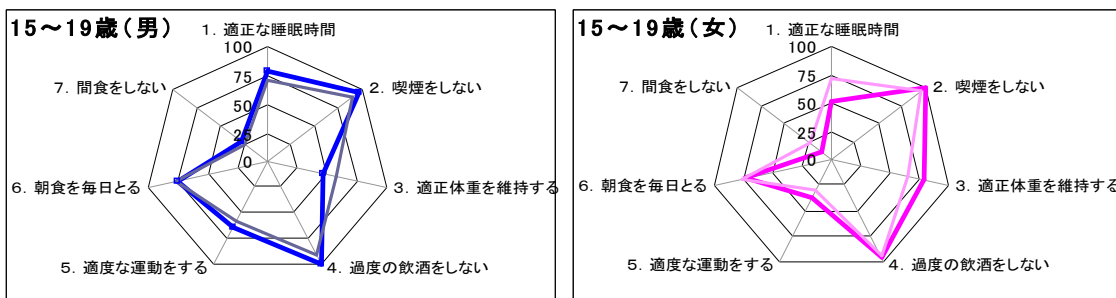 15～19歳（男）
1. 適正な睡眠時間
100
75
50
25
0
2. 喫煙をしない
3. 適正体重を維持する
4. 過度の飲酒をしない
5. 適度な運動をする
6. 朝食を毎日とる
7. 間食をしない
15～19歳（女）
1. 適正な睡眠時間
100
75
50
25
0
2. 喫煙をしない
3. 適正体重を維持する
4. 過度の飲酒をしない
5. 適度な運動をする
6. 朝食を毎日とる
7. 間食をしない